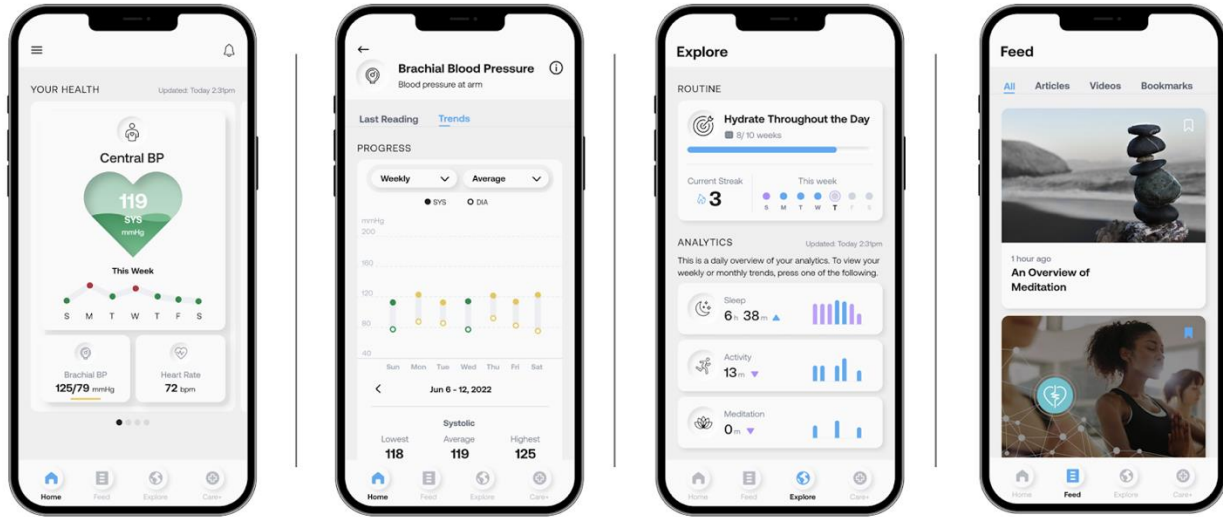 YOUR HEALTH
Updated: Today 2:31pm
Central BP
119
SYS
mmHg
This Week
S M T W T F S
Brachial BP
125/79 mmHg
Heart Rate
72 bpm
Home
Feed
Explore
Care+
Brachial Blood Pressure
Blood pressure at arm
Last Reading
Trends
PROGRESS
Weekly
Average
SYS
DIA
mmHg
200
160
120
80
40
Sun Mon Tue Wed Thu Fri Sat
Jun 6 - 12, 2022
Systolic
Lowest
Average
Highest
118
119
125
Home
Feed
Explore
Care+
Explore
ROUTINE
Hydrate Throughout the Day
8/ 10 weeks
Current Streak
3
This week
S M T W T F S
ANALYTICS
Updated: Today 2:31pm
This is a daily overview of your analytics. To view your
weekly or monthly trends, press one of the following.
Sleep
6 h 38 m
Activity
13 m
Meditation
0 m
Home
Feed
Explore
Care+
Feed
All
Articles
Videos
Bookmarks
1 hour ago
An Overview of
Meditation
Home
Feed
Explore
Care+